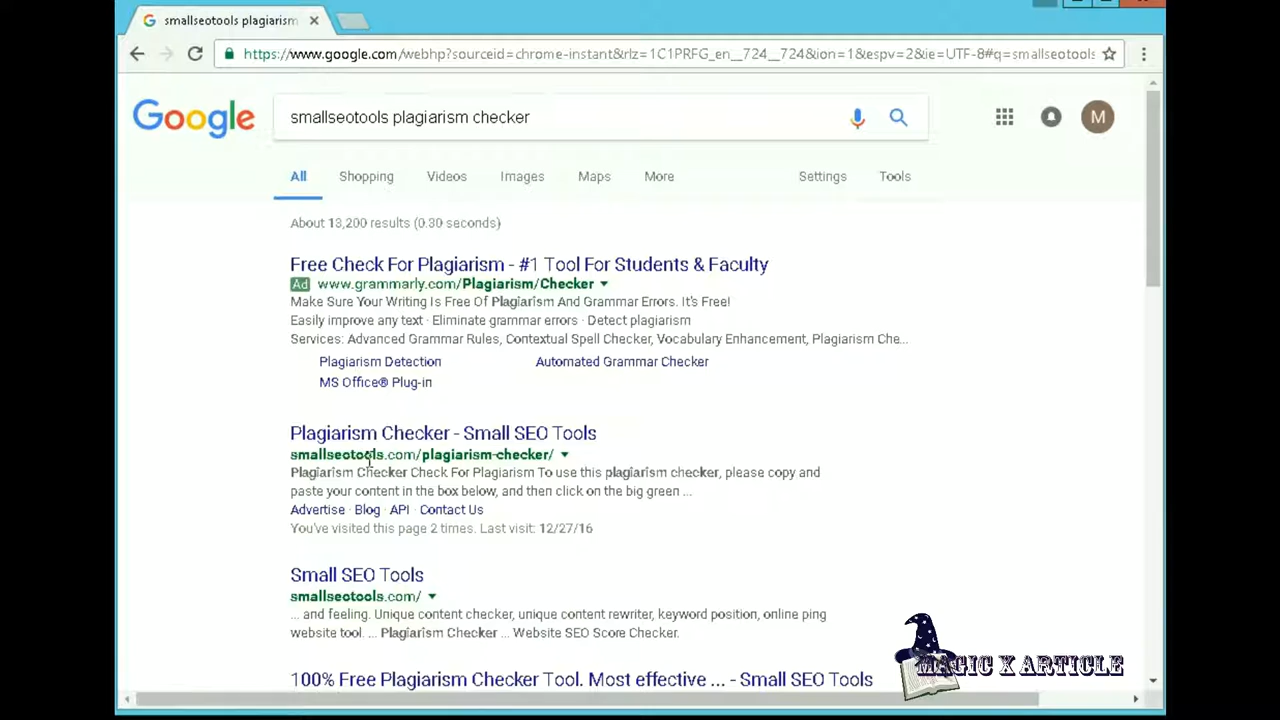 smallseotools plagiarism
https://www.google.com/webhp?sourceid=chrome-instant&rlz=1C1PRFG_en__724__724&ion=1&espv=2&ie=UTF-8#q=smallseotools
Google
smallseotools plagiarism checker
M
All Shopping Videos Images Maps More Settings Tools
About 13,200 results (0.30 seconds)
Free Check For Plagiarism - #1 Tool For Students & Faculty
Ad www.grammarly.com/Plagiarism/Checker
Make Sure Your Writing Is Free Of Plagiarism And Grammar Errors. It's Free!
Easily improve any text · Eliminate grammar errors · Detect plagiarism
Services: Advanced Grammar Rules, Contextual Spell Checker, Vocabulary Enhancement, Plagiarism Che...
Plagiarism Detection Automated Grammar Checker
MS Office® Plug-in
Plagiarism Checker - Small SEO Tools
smallseotools.com/plagiarism-checker/
Plagiarism Checker Check For Plagiarism To use this plagiarism checker, please copy and
paste your content in the box below, and then click on the big green ...
Advertise · Blog · API · Contact Us
You've visited this page 2 times. Last visit: 12/27/16
Small SEO Tools
smallseotools.com/
... and feeling. Unique content checker, unique content rewriter, keyword position, online ping
website tool. ... Plagiarism Checker ... Website SEO Score Checker.
100% Free Plagiarism Checker Tool. Most effective ... - Small SEO Tools
MAGIC X ARTICLE